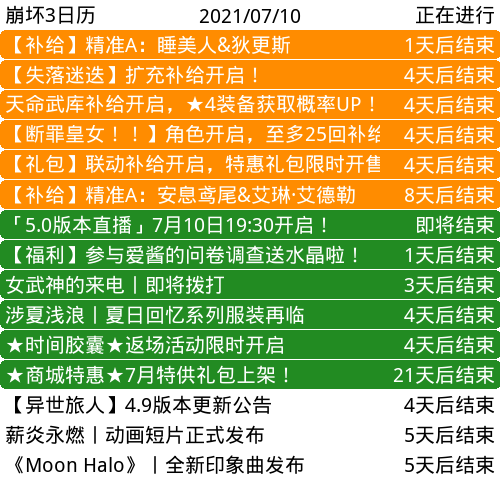 崩坏3日历 2021/07/10 正在进行
【补给】精准A：睡美人&狄更斯 1天后结束
【失落迷迭】扩充补给开启！ 4天后结束
天命武库补给开启，★4装备获取概率UP！ 4天后结束
【断罪皇女！！】角色开启，至多25回补给 4天后结束
【礼包】联动补给开启，特惠礼包限时开售 4天后结束
【补给】精准A：安息鸢尾&艾琳·艾德勒 8天后结束
「5.0版本直播」7月10日19:30开启！ 即将结束
【福利】参与爱酱的问卷调查送水晶啦！ 1天后结束
女武神的来电丨即将拨打 3天后结束
涉夏浅浪丨夏日回忆系列服装再临 4天后结束
★时间胶囊★返场活动限时开启 4天后结束
★商城特惠★7月特供礼包上架！ 21天后结束
【异世旅人】4.9版本更新公告 4天后结束
薪炎永燃丨动画短片正式发布 5天后结束
《Moon Halo》丨全新印象曲发布 5天后结束